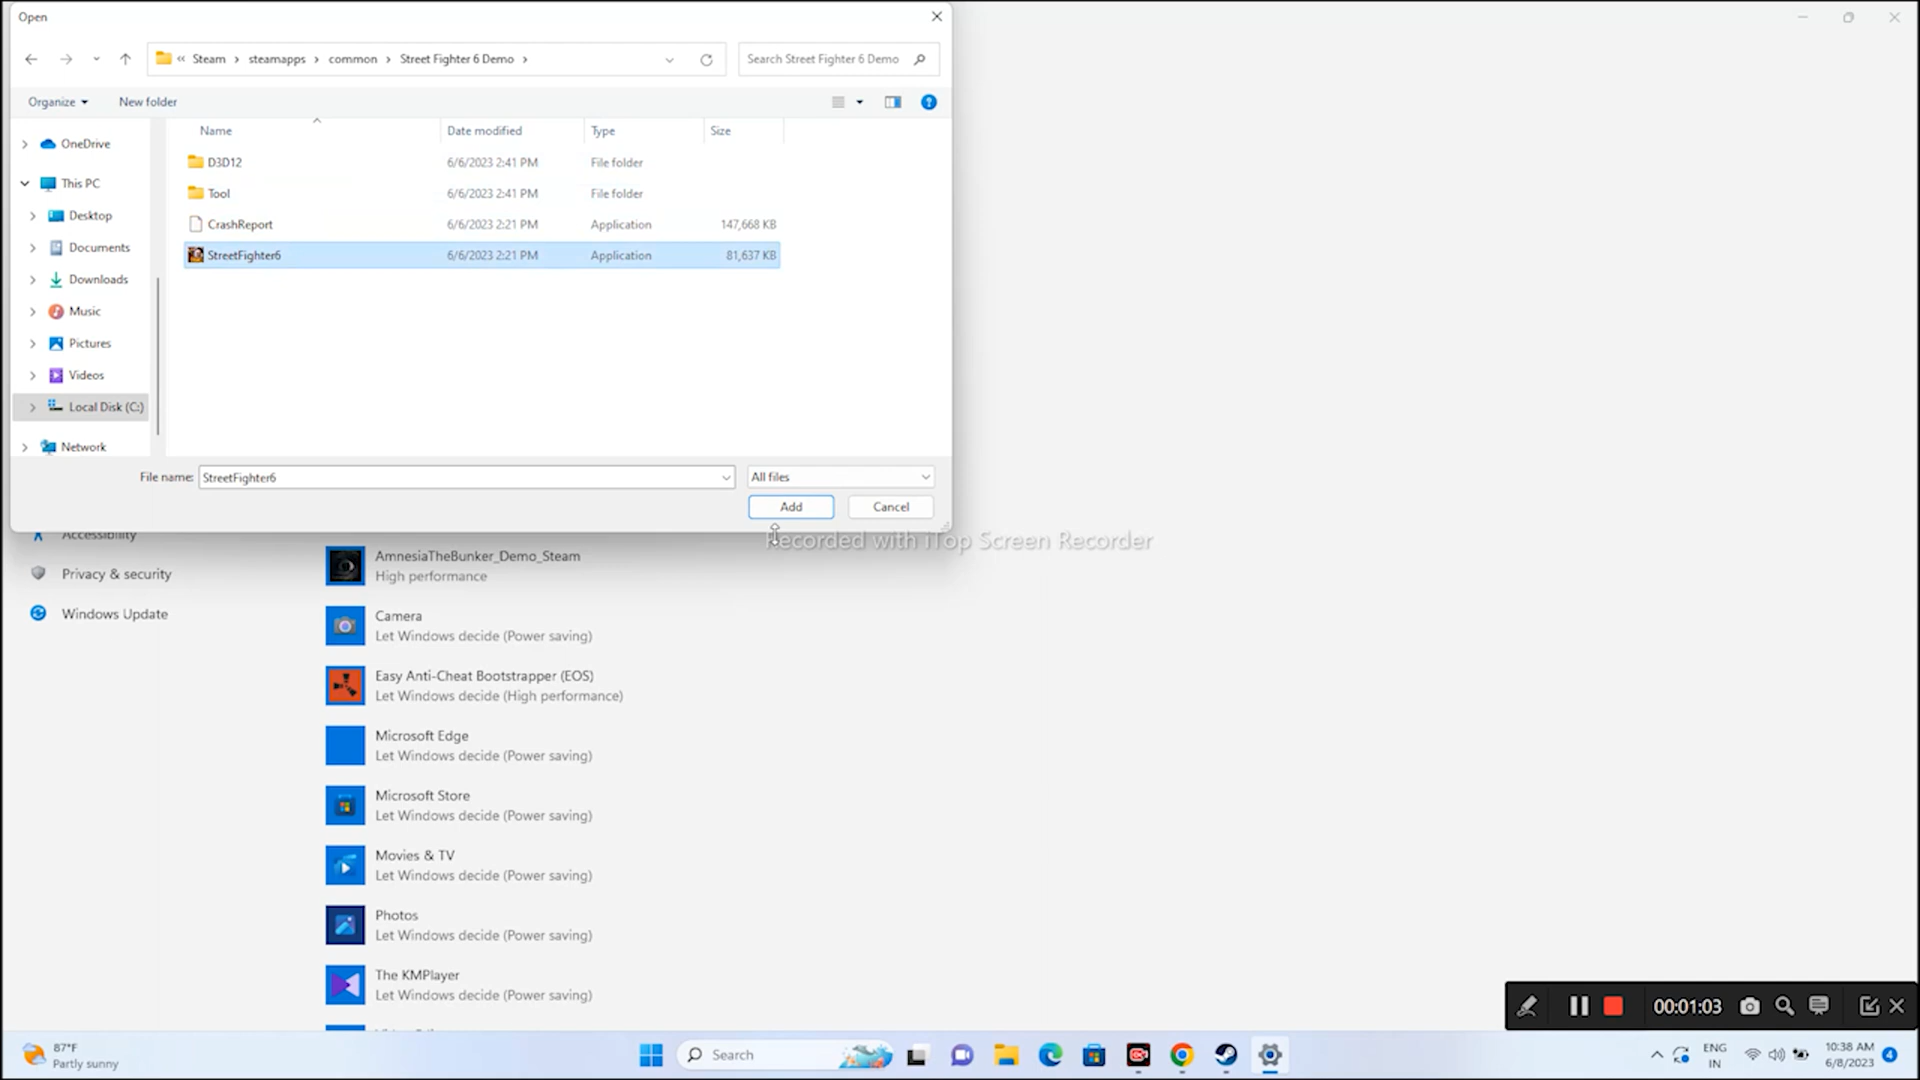 Open
« Steam > steamapps > common > Street Fighter 6 Demo >
Search Street Fighter 6 Demo
Organize
New folder
Name
Date modified
Type
Size
OneDrive
This PC
Desktop
Documents
Downloads
Music
Pictures
Videos
Local Disk (C:)
Network
D3D12 6/6/2023 2:41 PM File folder
Tool 6/6/2023 2:41 PM File folder
CrashReport 6/6/2023 2:21 PM Application 147,668 KB
StreetFighter6 6/6/2023 2:21 PM Application 81,637 KB
File name: StreetFighter6
All files
Add
Cancel
Recorded with iTop Screen Recorder
Accessibility
Privacy & security
Windows Update
AmnesiaTheBunker_Demo_Steam
High performance
Camera
Let Windows decide (Power saving)
Easy Anti-Cheat Bootstrapper (EOS)
Let Windows decide (High performance)
Microsoft Edge
Let Windows decide (Power saving)
Microsoft Store
Let Windows decide (Power saving)
Movies & TV
Let Windows decide (Power saving)
Photos
Let Windows decide (Power saving)
The KMPlayer
Let Windows decide (Power saving)
00:01:03
87°F
Partly sunny
Search
ENG
IN
10:38 AM
6/8/2023
4